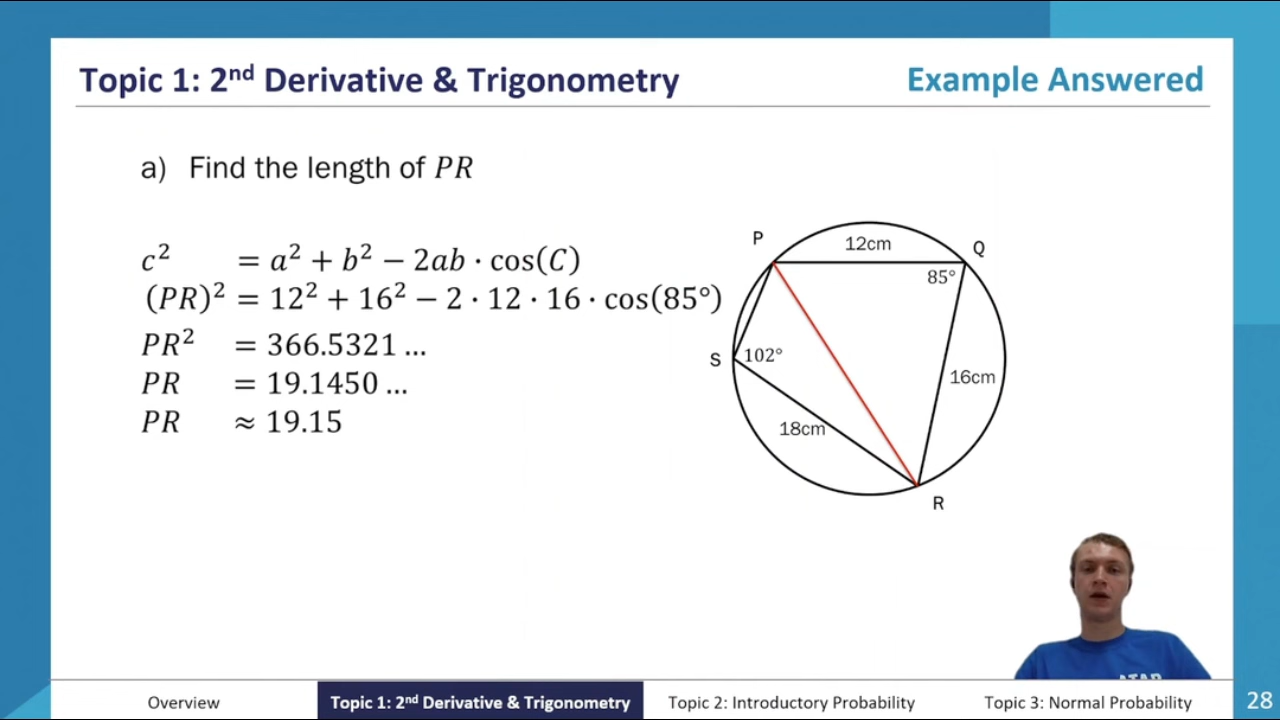 Topic 1: 2nd Derivative & Trigonometry
Example Answered
a) Find the length of PR
c² = a² + b² − 2ab · cos(C)
(PR)² = 12² + 16² − 2 · 12 · 16 · cos(85°)
PR² = 366.5321 ...
PR = 19.1450 ...
PR ≈ 19.15
P
12cm
Q
85°
S
102°
16cm
18cm
R
Overview
Topic 1: 2nd Derivative & Trigonometry
Topic 2: Introductory Probability
Topic 3: Normal Probability
28